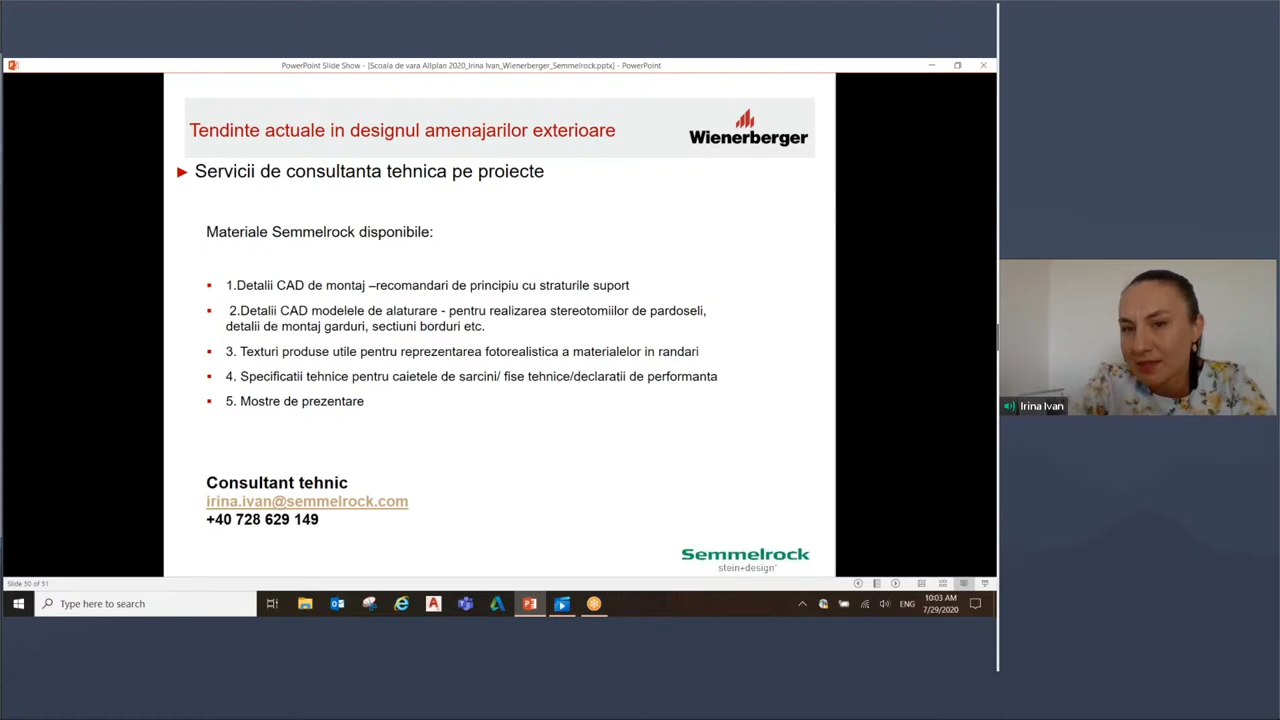 PowerPoint Slide Show - [Scoala de vara Allplan 2020_Irina Ivan_Wienerberger_Semmelrock.pptx] - PowerPoint
Tendinte actuale in designul amenajarilor exterioare
Wienerberger
Servicii de consultanta tehnica pe proiecte
Materiale Semmelrock disponibile:
1.Detalii CAD de montaj –recomandari de principiu cu straturile suport
2.Detalii CAD modelele de alaturare - pentru realizarea stereotomiilor de pardoseli,
detalii de montaj garduri, sectiuni borduri etc.
3. Texturi produse utile pentru reprezentarea fotorealistica a materialelor in randari
4. Specificatii tehnice pentru caietele de sarcini/ fise tehnice/declaratii de performanta
5. Mostre de prezentare
Consultant tehnic
irina.ivan@semmelrock.com
+40 728 629 149
Semmelrock
stein+design®
Irina Ivan
Slide 50 of 51
Type here to search
ENG
10:03 AM
7/29/2020